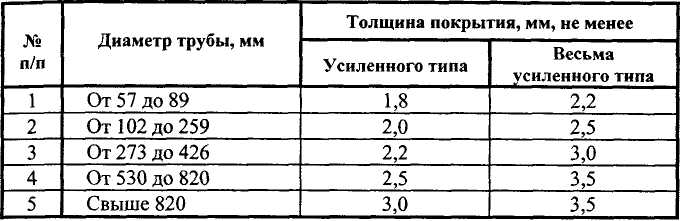 № п/п | Диаметр трубы, мм | Толщина покрытия, мм, не менее
Усиленного типа | Весьма усиленного типа
1 | От 57 до 89 | 1,8 | 2,2
2 | От 102 до 259 | 2,0 | 2,5
3 | От 273 до 426 | 2,2 | 3,0
4 | От 530 до 820 | 2,5 | 3,5
5 | Свыше 820 | 3,0 | 3,5